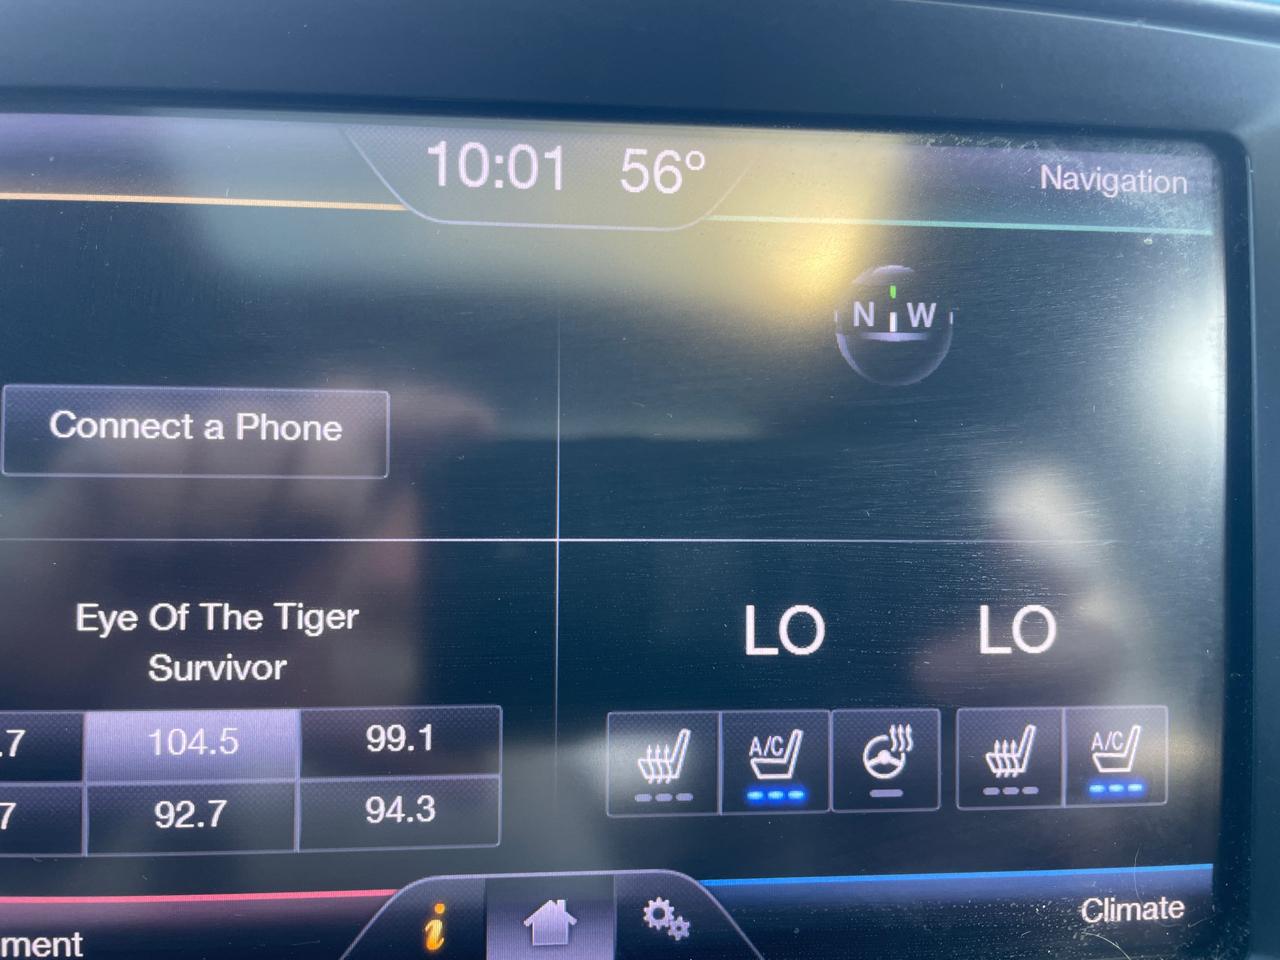 10:01 56°
Navigation
N W
Connect a Phone
Eye Of The Tiger
Survivor
LO LO
.7 104.5 99.1
7 92.7 94.3
A/C A/C
Climate
i
ment